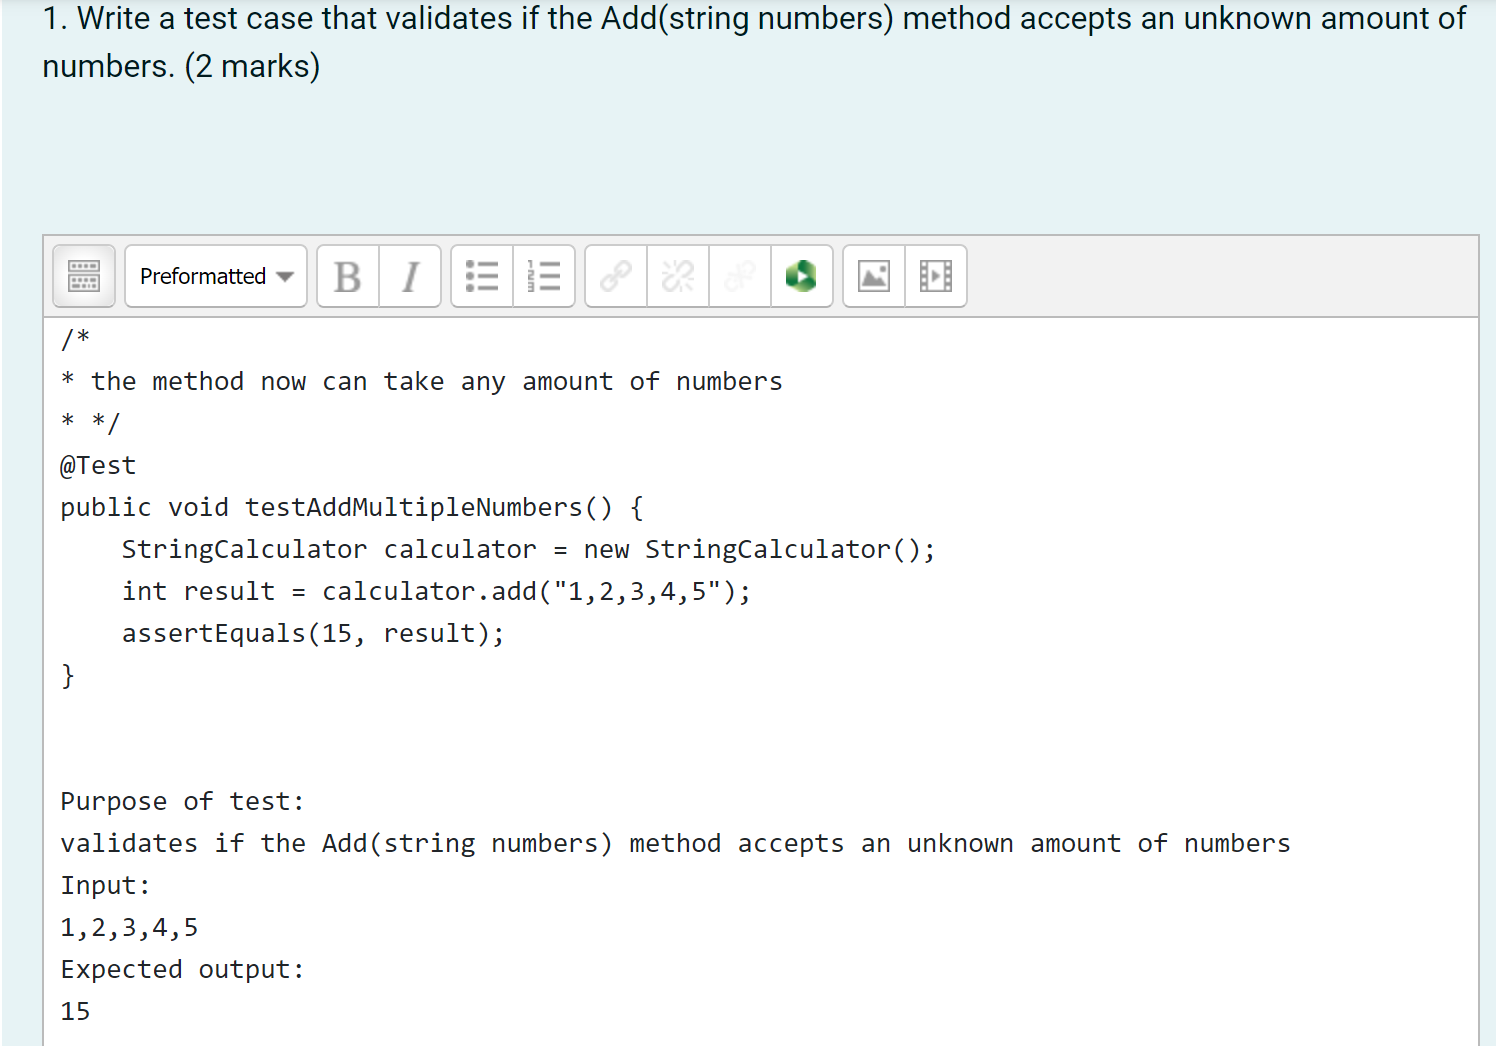 1. Write a test case that validates if the Add(string numbers) method accepts an unknown amount of
numbers. (2 marks)
Preformatted
B I
/*
* the method now can take any amount of numbers
* */
@Test
public void testAddMultipleNumbers() {
    StringCalculator calculator = new StringCalculator();
    int result = calculator.add("1,2,3,4,5");
    assertEquals(15, result);
}
Purpose of test:
validates if the Add(string numbers) method accepts an unknown amount of numbers
Input:
1,2,3,4,5
Expected output:
15